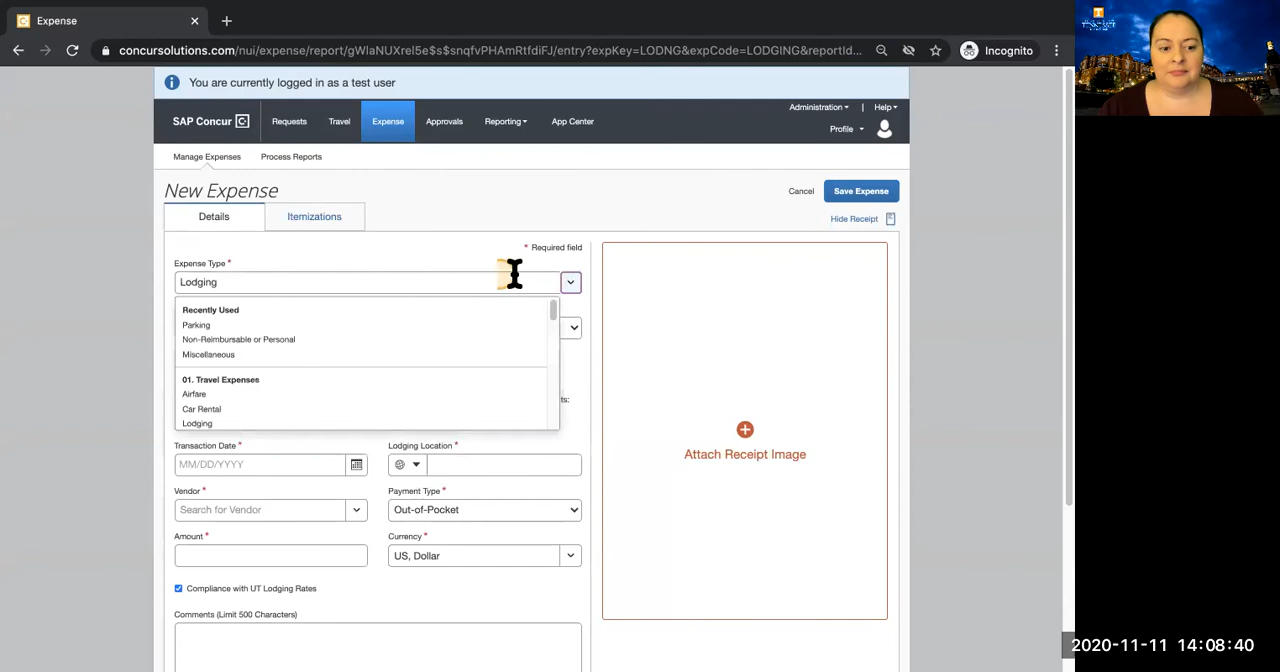 Expense
concursolutions.com/nui/expense/report/gWIaNUXrel5e$s$snqfvPHAmRtfdiFJ/entry?expKey=LODNG&expCode=LODGING&reportId...
Incognito
You are currently logged in as a test user
Administration | Help
SAP Concur C Requests Travel Expense Approvals Reporting App Center
Profile
Manage Expenses Process Reports
New Expense
Cancel Save Expense
Details Itemizations
Hide Receipt
* Required field
Expense Type *
Lodging
Recently Used
Parking
Non-Reimbursable or Personal
Miscellaneous
01. Travel Expenses
Airfare
ts:
Car Rental
Lodging
Attach Receipt Image
Transaction Date * Lodging Location *
MM/DD/YYYY
Vendor * Payment Type *
Search for Vendor Out-of-Pocket
Amount * Currency *
US, Dollar
Compliance with UT Lodging Rates
Comments (Limit 500 Characters)
2020-11-11 14:08:40